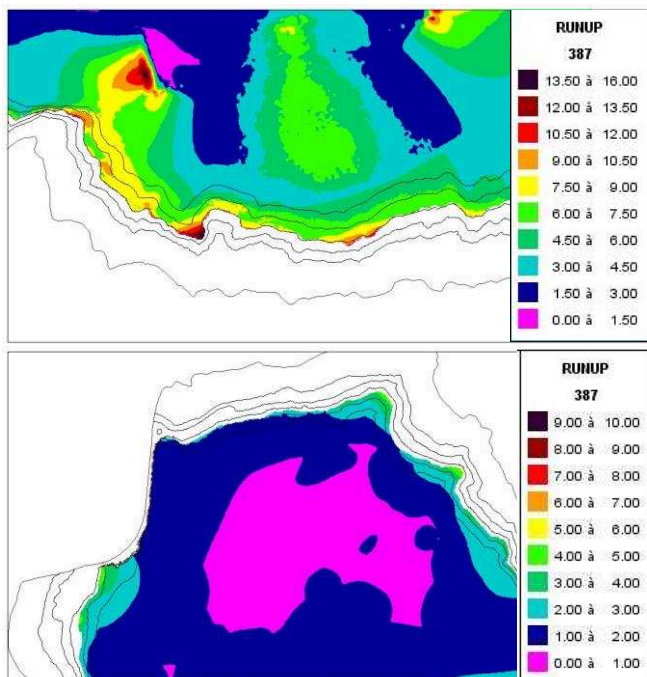 RUNUP
387
13.50 à 16.00
12.00 à 13.50
10.50 à 12.00
9.00 à 10.50
7.50 à 9.00
6.00 à 7.50
4.50 à 6.00
3.00 à 4.50
1.50 à 3.00
0.00 à 1.50
RUNUP
387
9.00 à 10.00
8.00 à 9.00
7.00 à 8.00
6.00 à 7.00
5.00 à 6.00
4.00 à 5.00
3.00 à 4.00
2.00 à 3.00
1.00 à 2.00
0.00 à 1.00